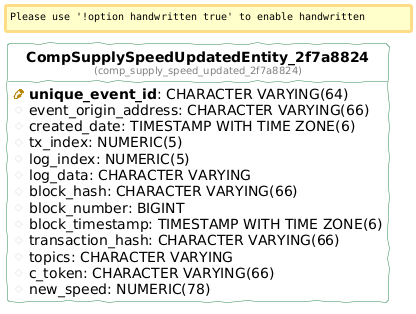 Please use '!option handwritten true' to enable handwritten
CompSupplySpeedUpdatedEntity_2f7a8824
(comp_supply_speed_updated_2f7a8824)
unique_event_id: CHARACTER VARYING(64)
event_origin_address: CHARACTER VARYING(66)
created_date: TIMESTAMP WITH TIME ZONE(6)
tx_index: NUMERIC(5)
log_index: NUMERIC(5)
log_data: CHARACTER VARYING
block_hash: CHARACTER VARYING(66)
block_number: BIGINT
block_timestamp: TIMESTAMP WITH TIME ZONE(6)
transaction_hash: CHARACTER VARYING(66)
topics: CHARACTER VARYING
c_token: CHARACTER VARYING(66)
new_speed: NUMERIC(78)